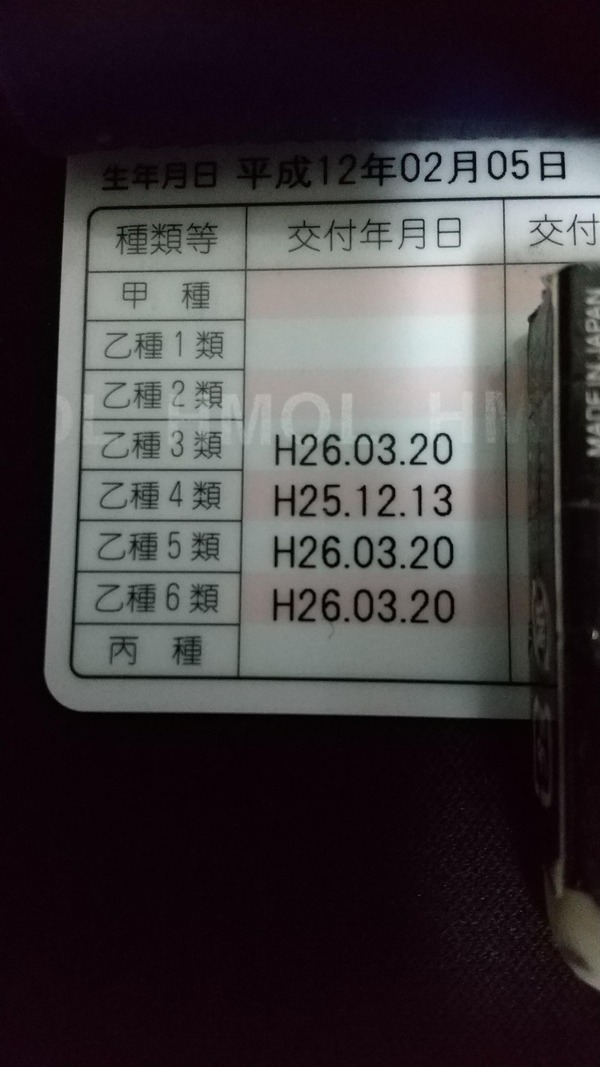 生年月日 平成12年02月05日
種類等 交付年月日 交付
甲 種
乙種1類
乙種2類
HMOL HM
乙種3類 H26.03.20
乙種4類 H25.12.13
乙種5類 H26.03.20
乙種6類 H26.03.20
丙 種
MADE IN JAPAN